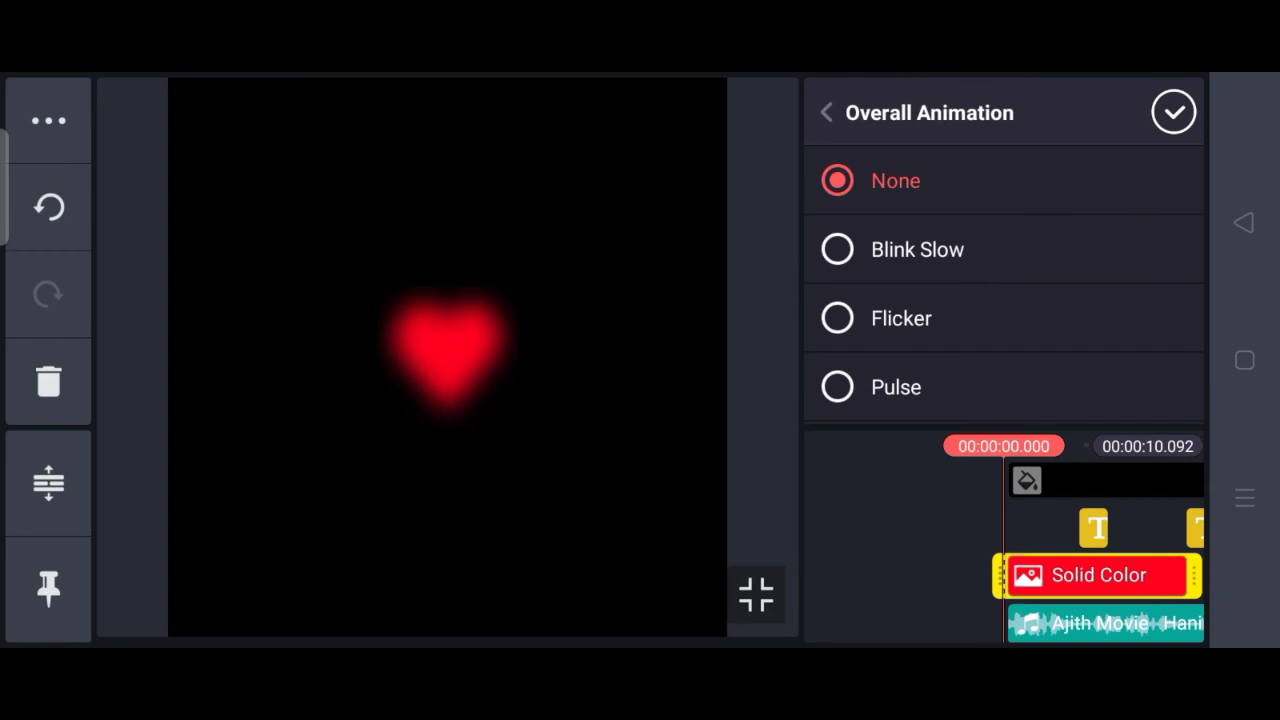 Overall Animation
None
Blink Slow
Flicker
Pulse
00:00:00.000
00:00:10.092
T
Solid Color
Ajith Movie